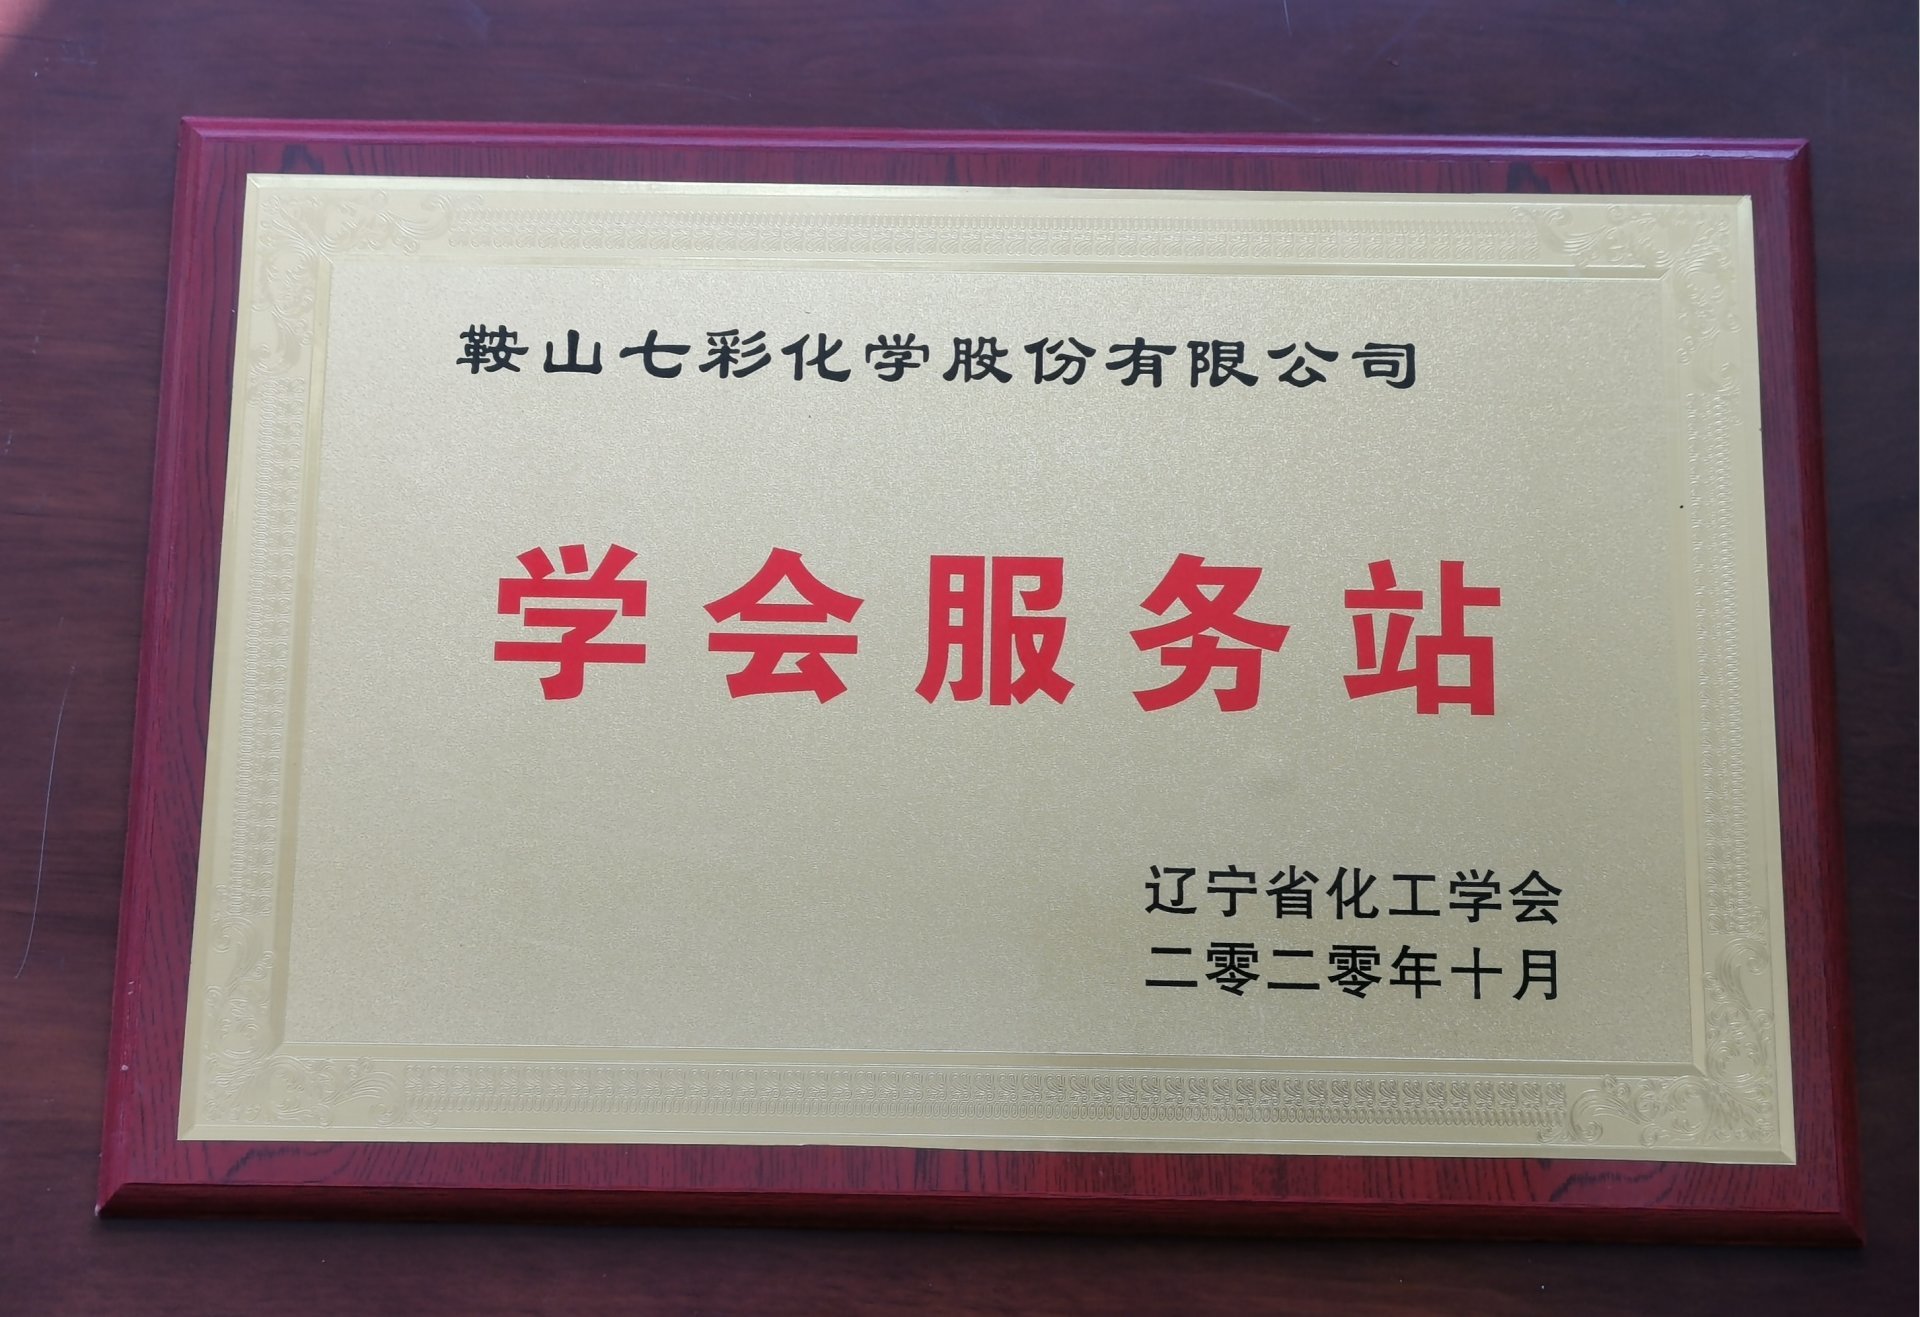 鞍山七彩化学股份有限公司
学会服务站
辽宁省化工学会
二零二零年十月